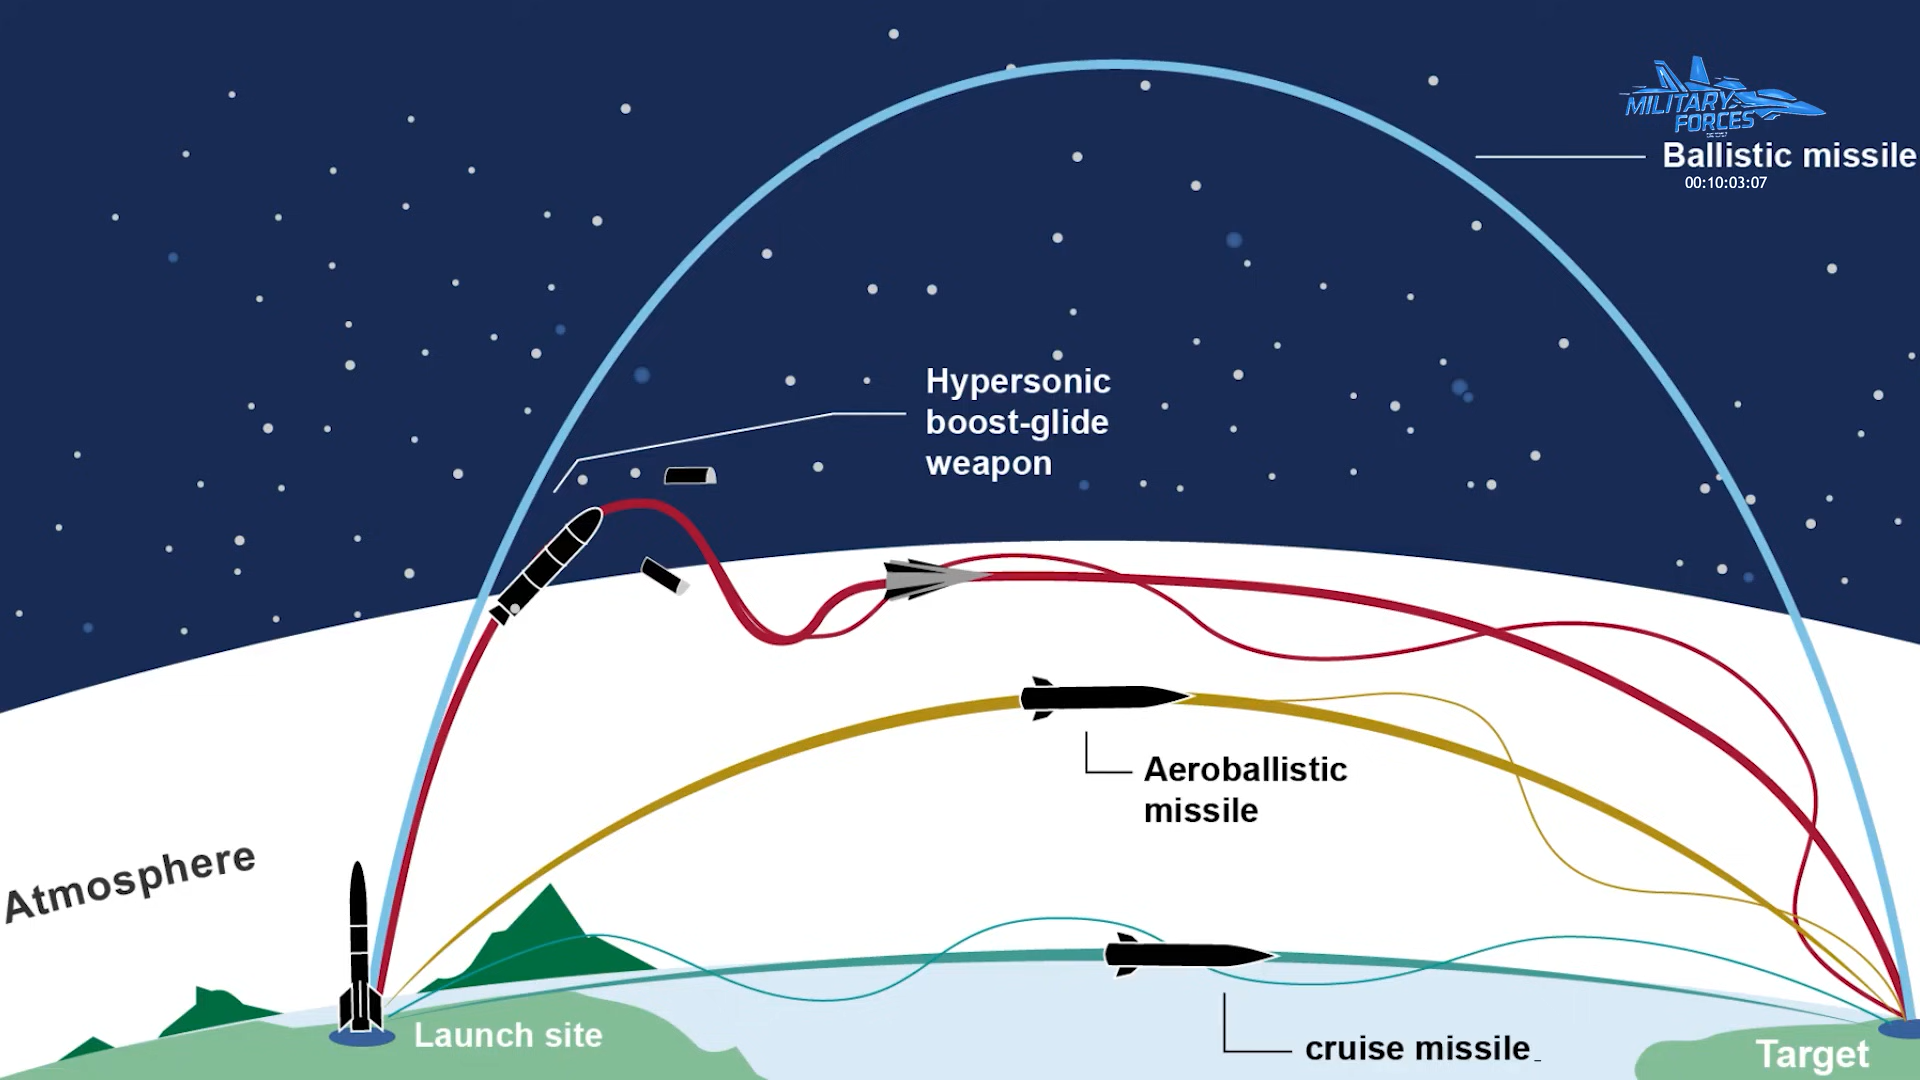 MILITARY
FORCES
Ballistic missile
00:10:03:07
Hypersonic
boost-glide
weapon
Aeroballistic
missile
Atmosphere
Launch site
cruise missile_
Target